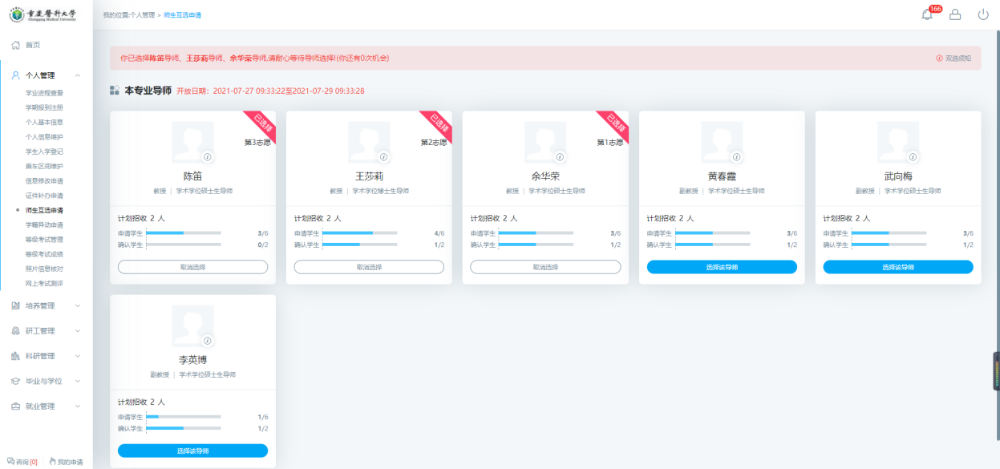 重庆医科大学
Chongqing Medical University
我的位置:个人管理 > 师生互选申请
166
首页
个人管理
学业进程查看
学期报到注册
个人基本信息
个人信息维护
学生入学登记
乘车区间维护
信息修改申请
证件补办申请
师生互选申请
学籍异动申请
等级考试管理
等级考试成绩
照片信息核对
网上考试测评
培养管理
研工管理
科研管理
毕业与学位
就业管理
咨询[0]
我的申请
你已选择陈笛导师、王莎莉导师、余华荣导师,请耐心等待导师选择!(你还有0次机会)
双选须知
本专业导师 开放日期: 2021-07-27 09:33:22至2021-07-29 09:33:28
已选择
第3志愿
陈笛
教授 | 学术学位硕士生导师
计划招收 2 人
申请学生 3/6
确认学生 0/2
取消选择
已选择
第2志愿
王莎莉
教授 | 学术学位博士生导师
计划招收 2 人
申请学生 4/6
确认学生 1/2
取消选择
已选择
第1志愿
余华荣
教授 | 学术学位硕士生导师
计划招收 2 人
申请学生 3/6
确认学生 1/2
取消选择
黄春霞
副教授 | 学术学位硕士生导师
计划招收 2 人
申请学生 3/6
确认学生 1/2
选择该导师
武向梅
副教授 | 学术学位硕士生导师
计划招收 2 人
申请学生 3/6
确认学生 1/2
选择该导师
李英博
副教授 | 学术学位硕士生导师
计划招收 2 人
申请学生 1/6
确认学生 1/2
选择该导师